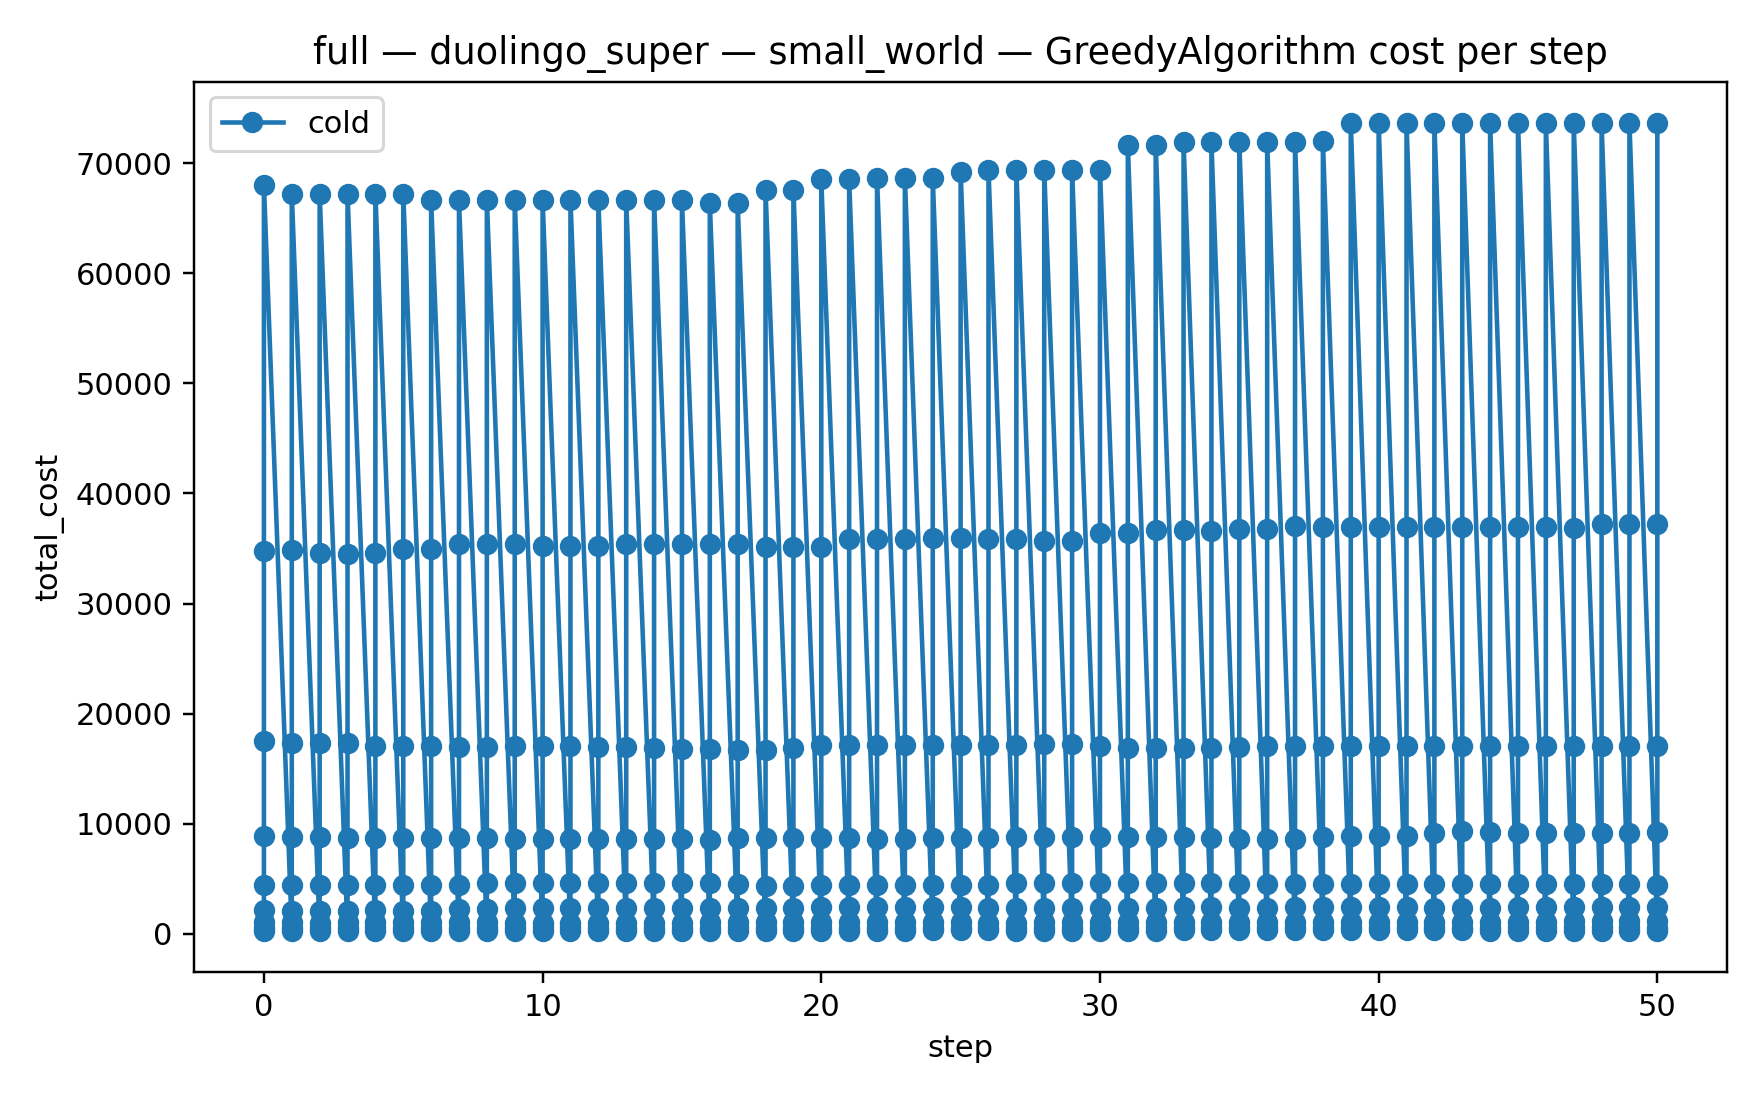 full — duolingo_super — small_world — GreedyAlgorithm cost per step
cold
70000
60000
50000
40000
30000
20000
10000
0
total_cost
0 10 20 30 40 50
step